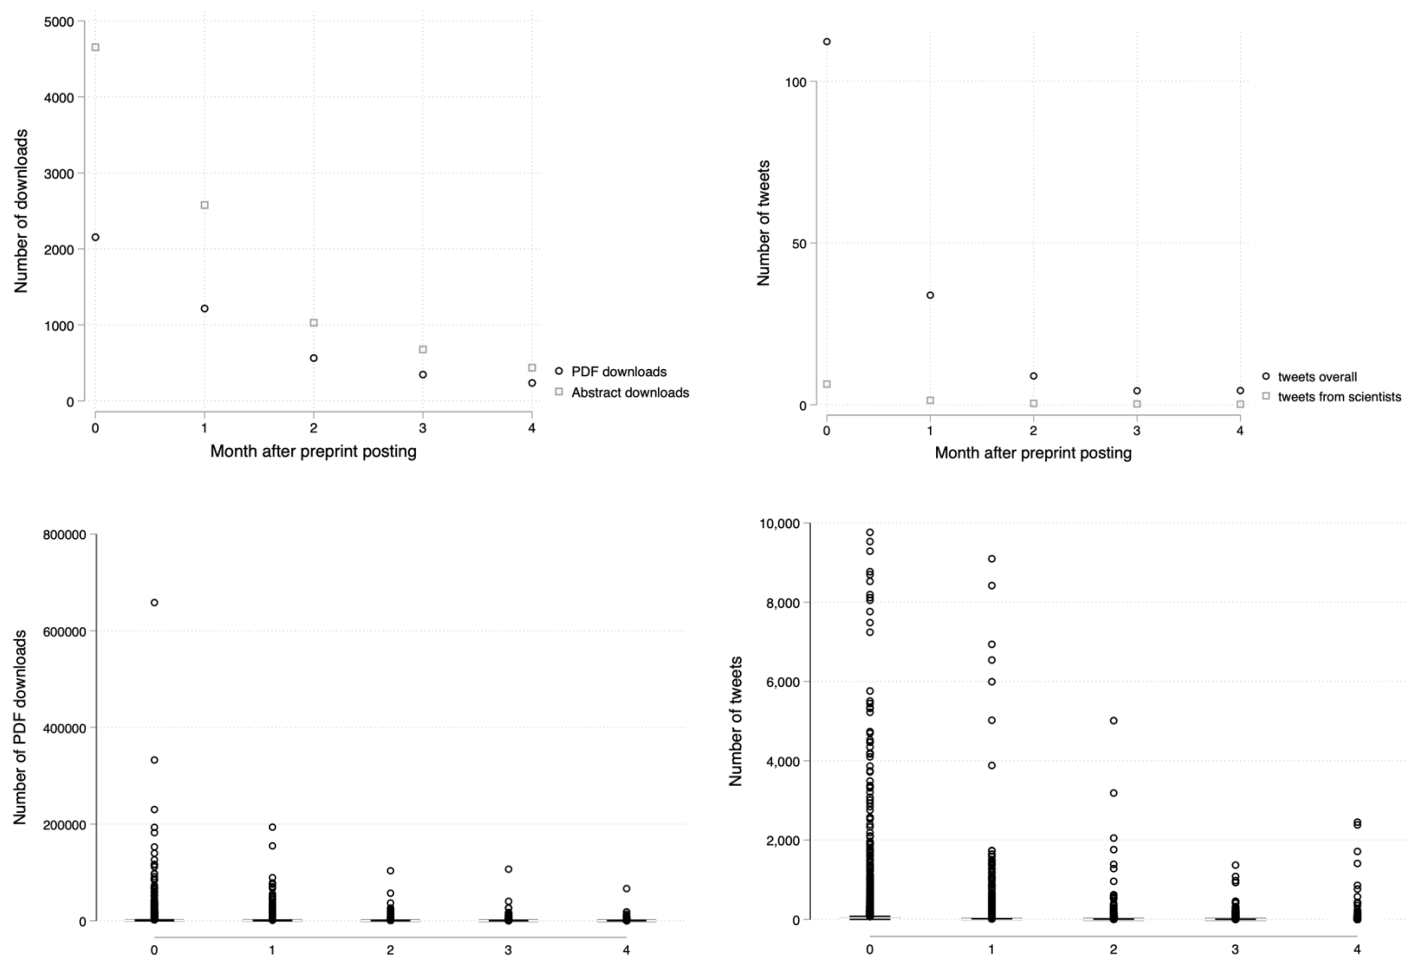 5000
4000
3000
2000
1000
0
Number of downloads
0 1 2 3 4
Month after preprint posting
PDF downloads
Abstract downloads
100
50
0
Number of tweets
0 1 2 3 4
Month after preprint posting
tweets overall
tweets from scientists
800000
600000
400000
200000
0
Number of PDF downloads
0 1 2 3 4
10,000
8,000
6,000
4,000
2,000
0
Number of tweets
0 1 2 3 4